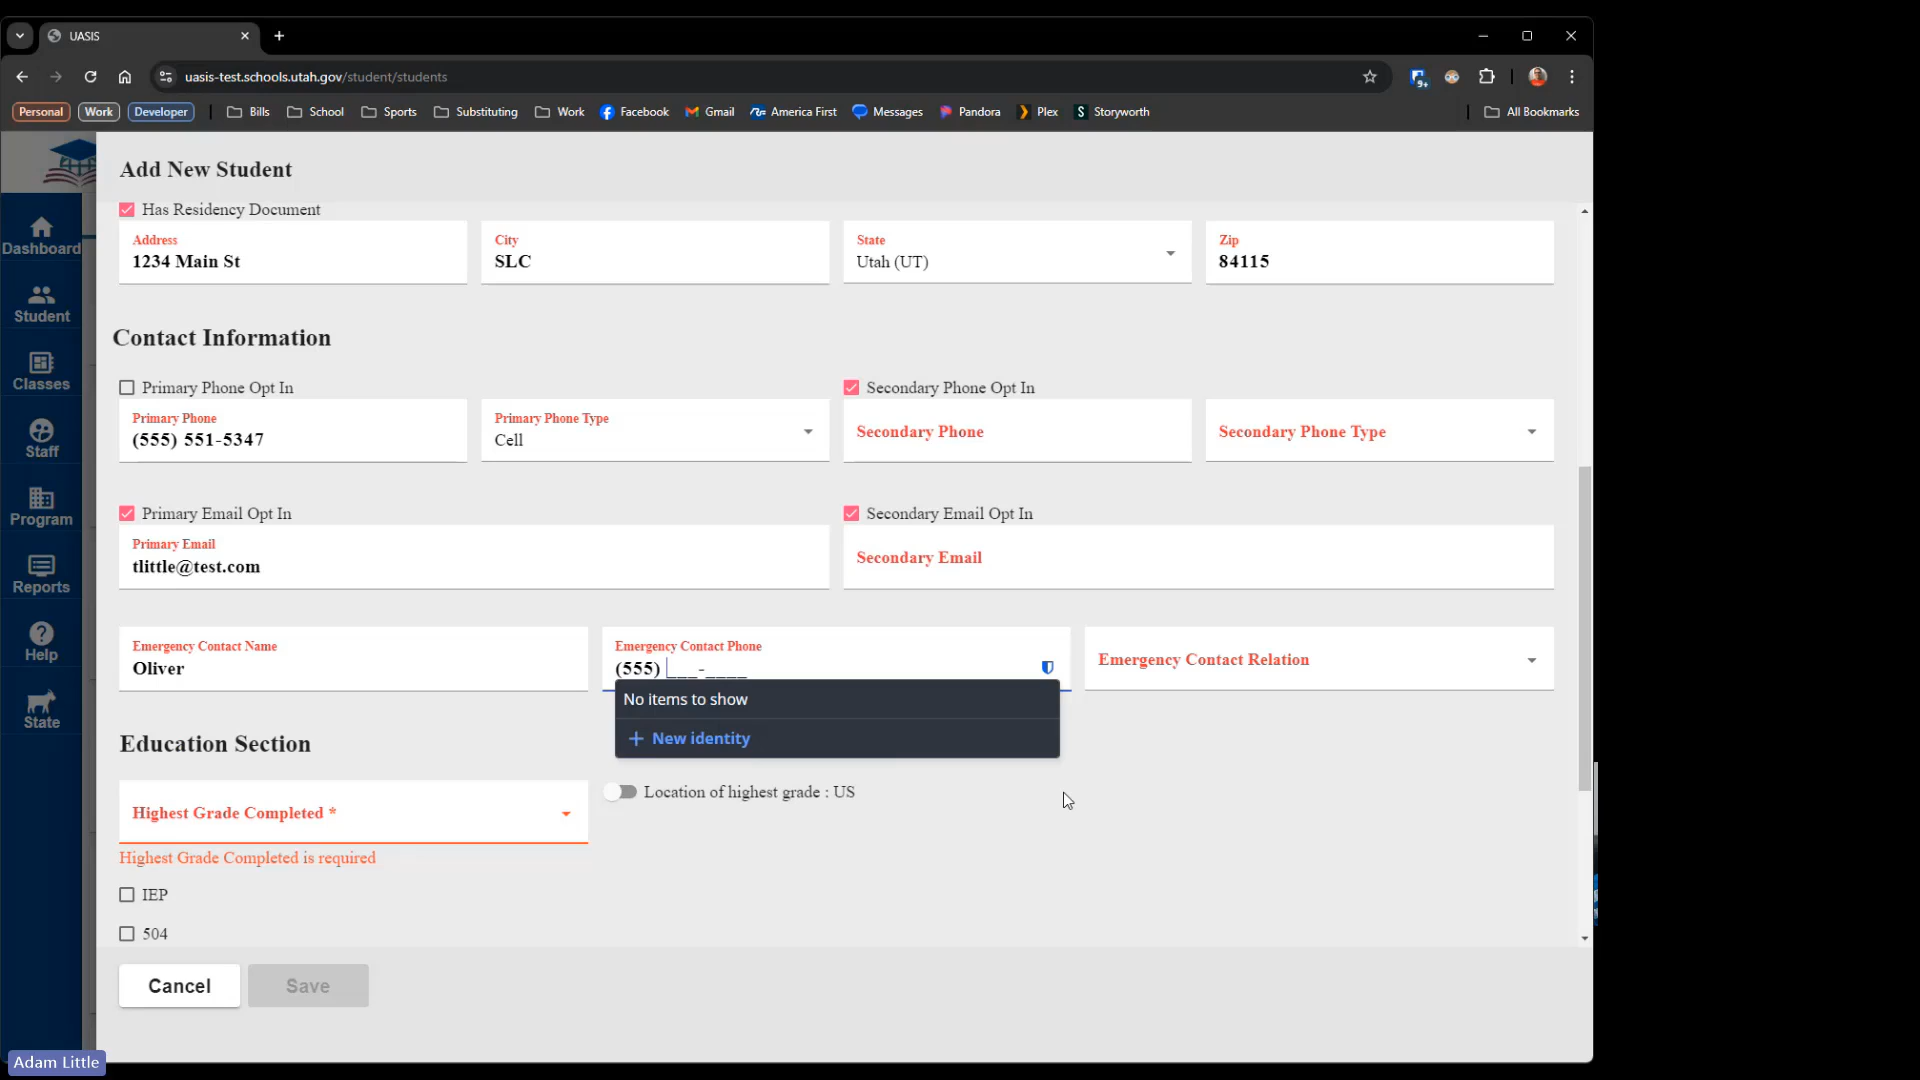 UASIS
uasis-test.schools.utah.gov/student/students
9+
Personal Work Developer Bills School Sports Substituting Work Facebook Gmail America First Messages Pandora Plex Storyworth All Bookmarks
Add New Student
Has Residency Document
Address City State Zip
1234 Main St SLC Utah (UT) 84115
Dashboard
Student
Classes
Staff
Program
Reports
Help
State
Contact Information
Primary Phone Opt In Secondary Phone Opt In
Primary Phone Primary Phone Type
(555) 551-5347 Cell Secondary Phone Secondary Phone Type
Primary Email Opt In Secondary Email Opt In
Primary Email
tlittle@test.com Secondary Email
Emergency Contact Name Emergency Contact Phone
Oliver (555) ___-____ Emergency Contact Relation
No items to show
+ New identity
Education Section
Highest Grade Completed * Location of highest grade : US
Highest Grade Completed is required
IEP
504
Cancel Save
Adam Little